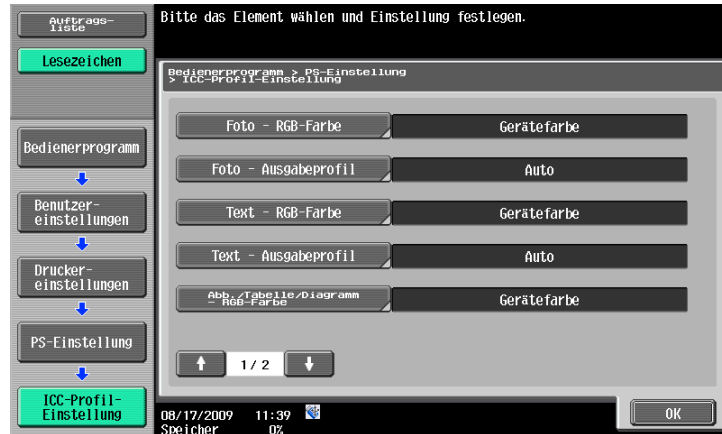 Auftrags-
liste
Bitte das Element wählen und Einstellung festlegen.
Lesezeichen
Bedienerprogramm > PS-Einstellung
> ICC-Profil-Einstellung
Foto - RGB-Farbe
Gerätefarbe
Bedienerprogramm
Foto - Ausgabeprofil
Auto
Benutzer-
einstellungen
Text - RGB-Farbe
Gerätefarbe
Text - Ausgabeprofil
Auto
Drucker-
einstellungen
Abb./Tabelle/Diagramm
- RGB-Farbe
Gerätefarbe
PS-Einstellung
1/ 2
ICC-Profil-
Einstellung
08/17/2009 11:39
Speicher 0%
OK